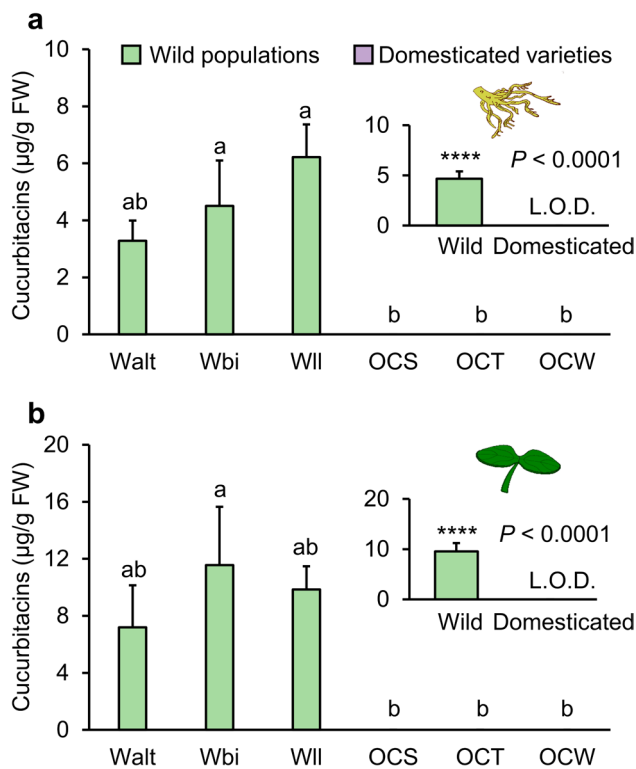 a
Wild populations Domesticated varieties
Cucurbitacins (µg/g FW)
10
8
6
4
2
0
ab
a
a
b
b
b
Walt Wbi Wll OCS OCT OCW
10
5
0
****
P < 0.0001
L.O.D.
Wild Domesticated
b
Cucurbitacins (µg/g FW)
20
16
12
8
4
0
ab
a
ab
b
b
b
Walt Wbi Wll OCS OCT OCW
20
10
0
****
P < 0.0001
L.O.D.
Wild Domesticated